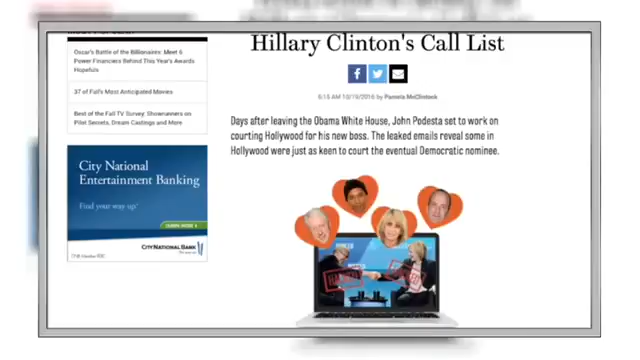 Oscar's Battle of the Billionaires: Meet 6
Power Financiers Behind This Year's Awards
Hopefuls
37 of Fall's Most Anticipated Movies
Best of the Fall TV Survey: Showrunners on
Pilot Secrets, Dream Castings and More
City National
Entertainment Banking
Find your way up.
LEARN MORE
CITY NATIONAL BANK
Hillary Clinton's Call List
6:15 AM 10/19/2016 by Pamela McClintock
Days after leaving the Obama White House, John Podesta set to work on
courting Hollywood for his new boss. The leaked emails reveal some in
Hollywood were just as keen to court the eventual Democratic nominee.
HACKED